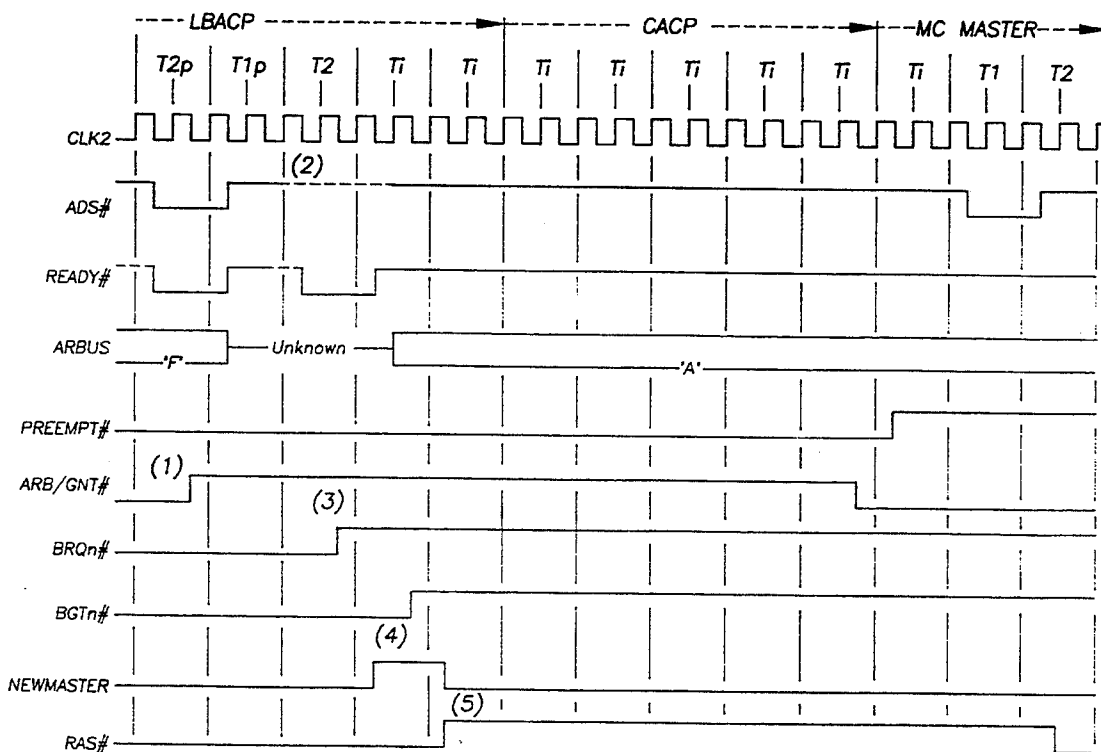 LBACP CACP MC MASTER
T2p T1p T2 Ti Ti Ti Ti Ti Ti Ti Ti T1 T2
CLK2
(2)
ADS#
READY#
ARBUS Unknown
'F' 'A'
PREEMPT#
(1)
ARB/GNT#
(3)
BRQn#
BGTn#
(4)
NEWMASTER
(5)
RAS#